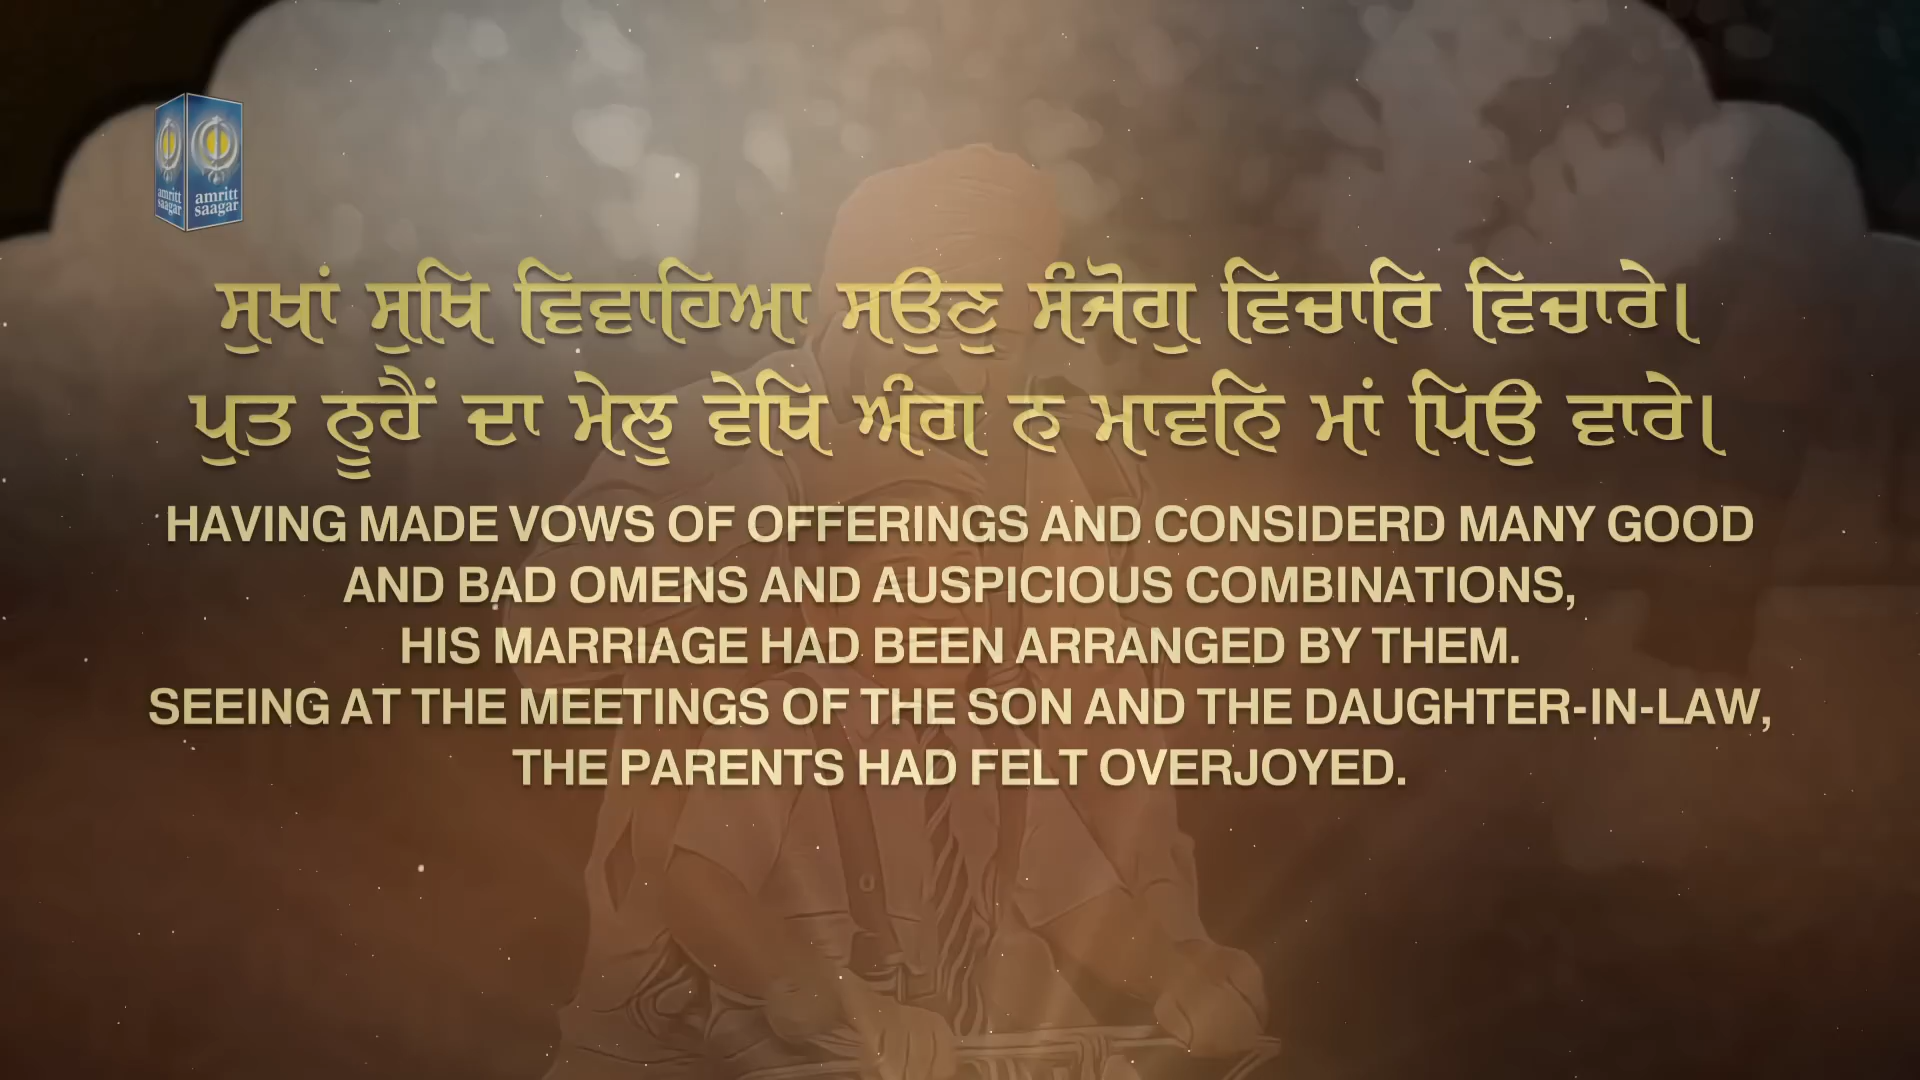 amritt
saagar
amritt
saagar
ਸੁਖਾਂ ਸੁਖਿ ਵਿਵਾਹਿਆ ਸਉਣੁ ਸੰਜੋਗੁ ਵਿਚਾਰਿ ਵਿਚਾਰੇ।
ਪੁਤ ਨੂਹੈਂ ਦਾ ਮੇਲੁ ਵੇਖਿ ਅੰਗ ਨ ਮਾਵਨਿ ਮਾਂ ਪਿਉ ਵਾਰੇ।
HAVING MADE VOWS OF OFFERINGS AND CONSIDERD MANY GOOD
AND BAD OMENS AND AUSPICIOUS COMBINATIONS,
HIS MARRIAGE HAD BEEN ARRANGED BY THEM.
SEEING AT THE MEETINGS OF THE SON AND THE DAUGHTER-IN-LAW,
THE PARENTS HAD FELT OVERJOYED.